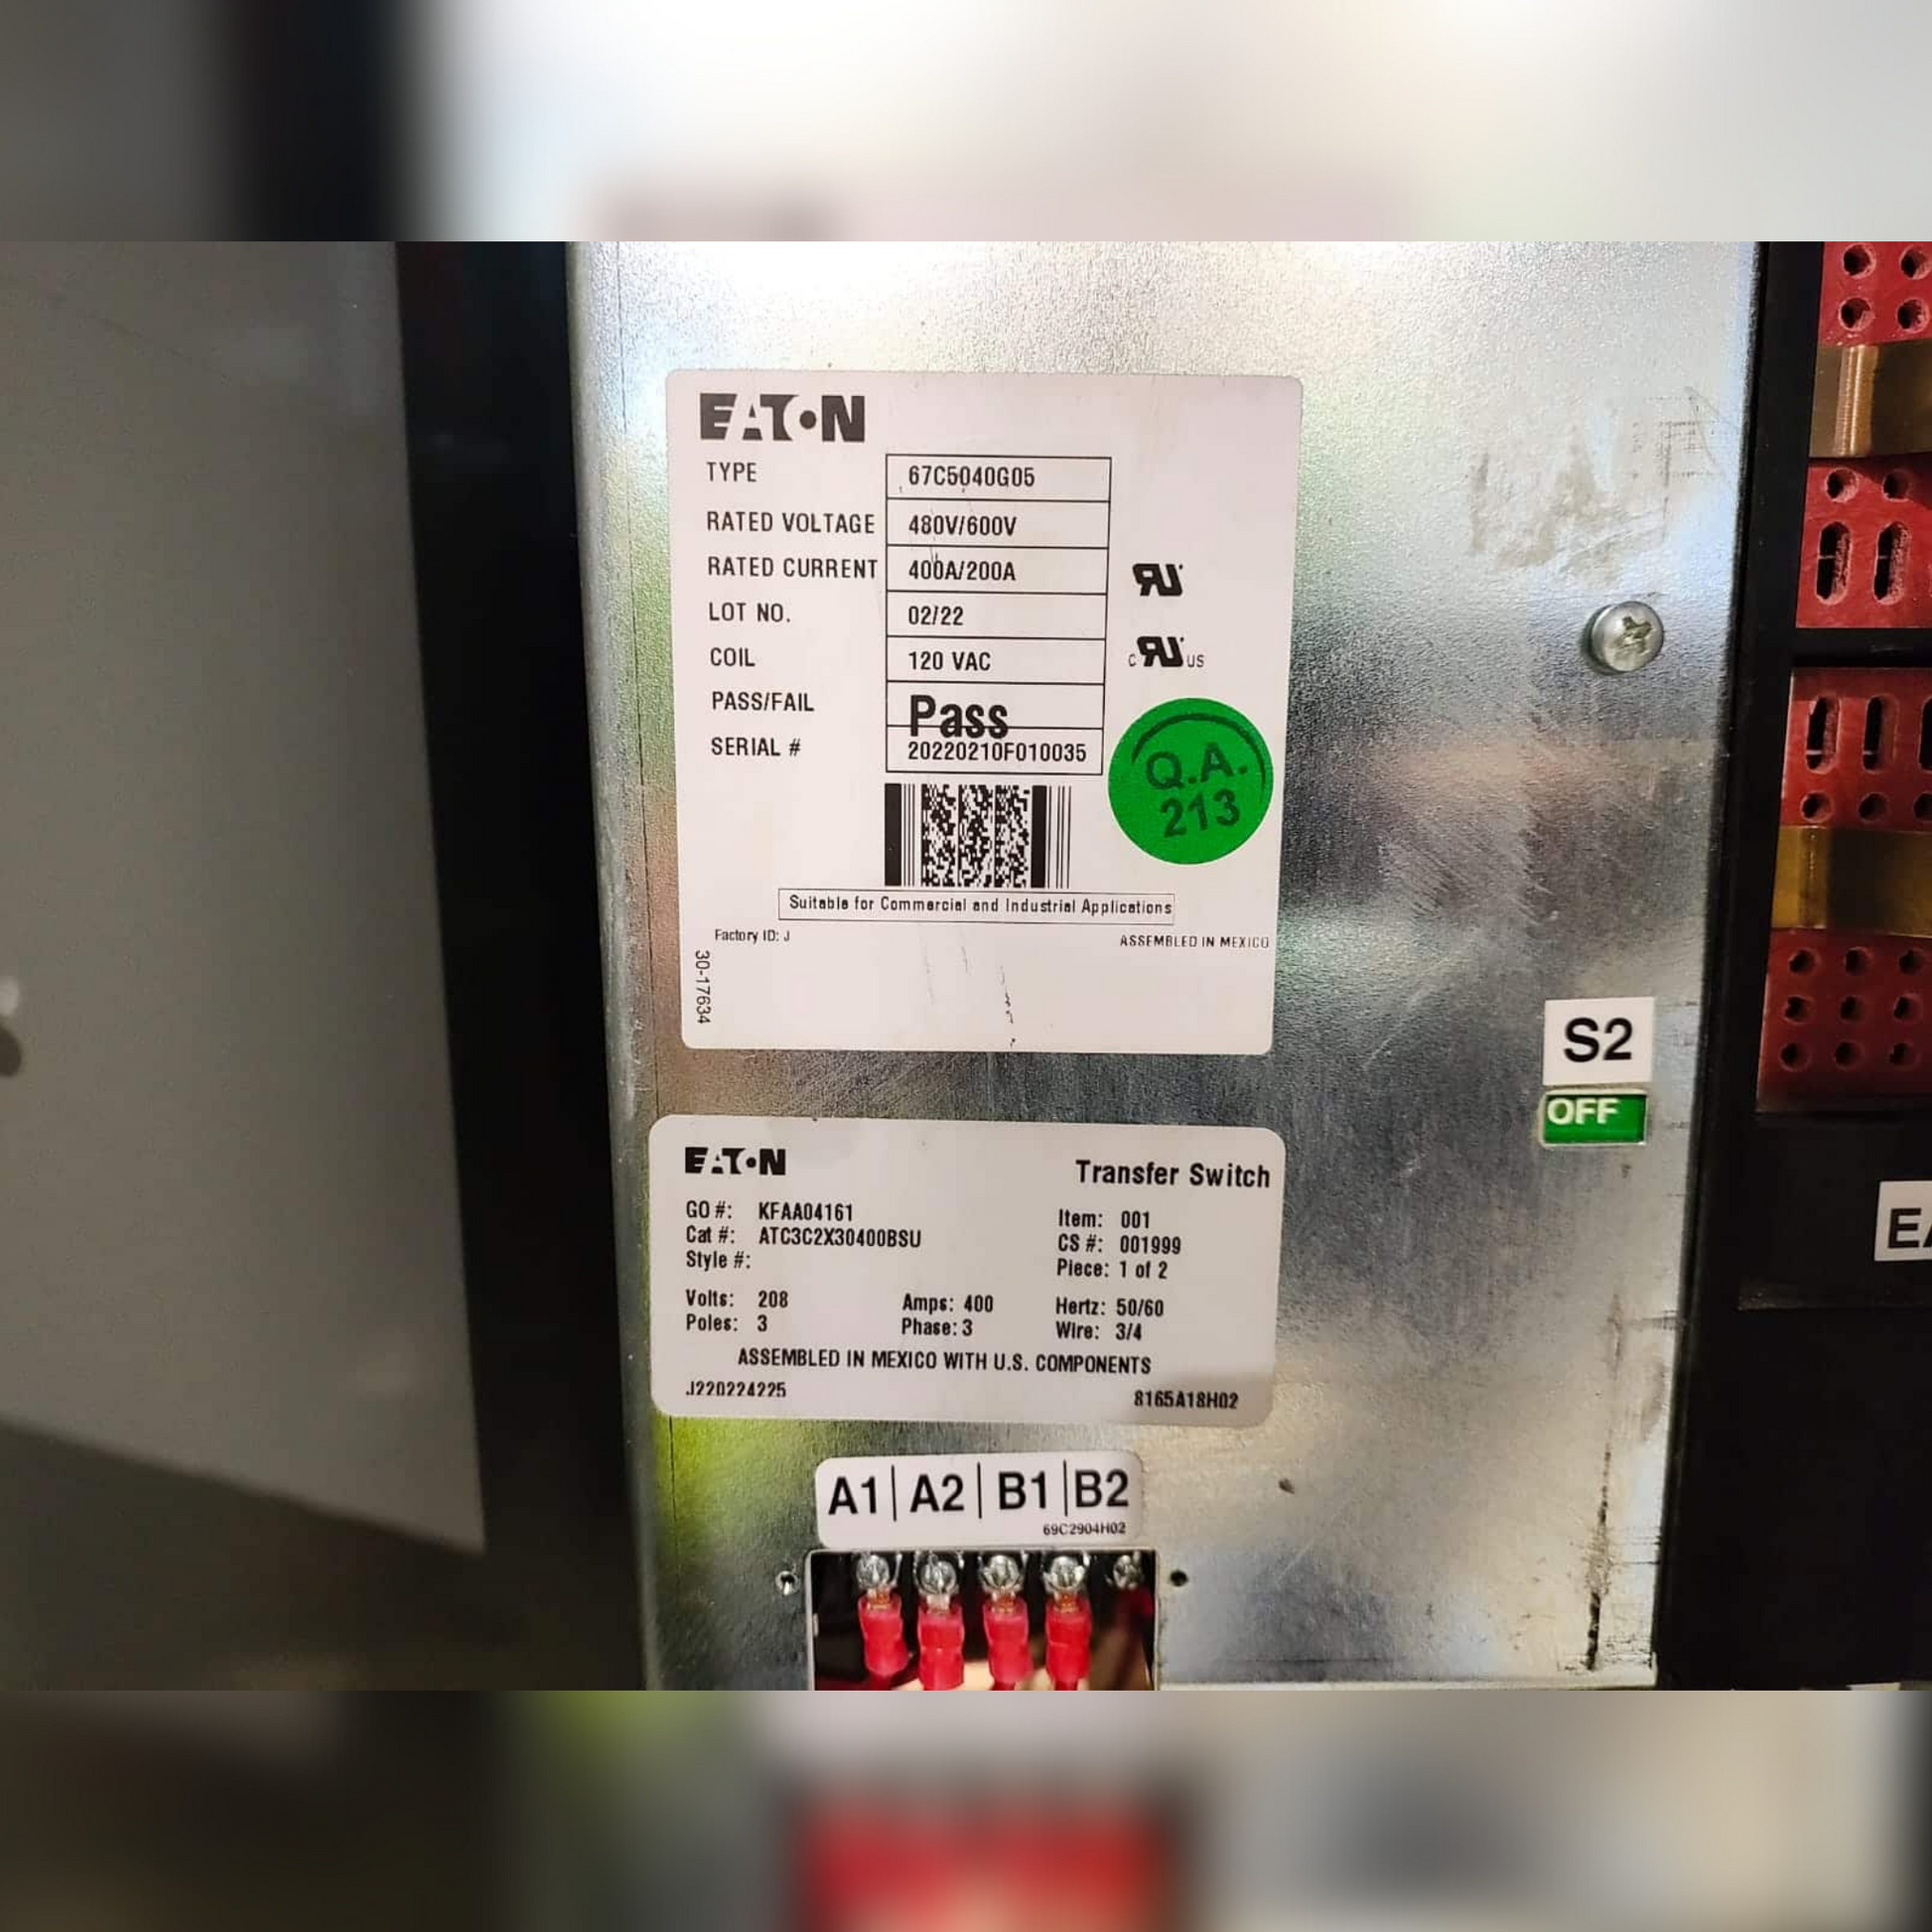 EATON
TYPE 67C5040G05
RATED VOLTAGE 480V/600V
RATED CURRENT 400A/200A
LOT NO. 02/22
COIL 120 VAC
PASS/FAIL Pass
SERIAL # 20220210F010035
RU
cRUus
Q.A.
213
Suitable for Commercial and Industrial Applications
Factory ID: J ASSEMBLED IN MEXICO
30-17634
S2
OFF
EA
EATON Transfer Switch
GO #: KFAA04161 Item: 001
Cat #: ATC3C2X30400BSU CS #: 001999
Style #: Piece: 1 of 2
Volts: 208 Amps: 400 Hertz: 50/60
Poles: 3 Phase: 3 Wire: 3/4
ASSEMBLED IN MEXICO WITH U.S. COMPONENTS
J220224225 8165A18H02
A1 | A2 | B1 | B2
69C2904H02